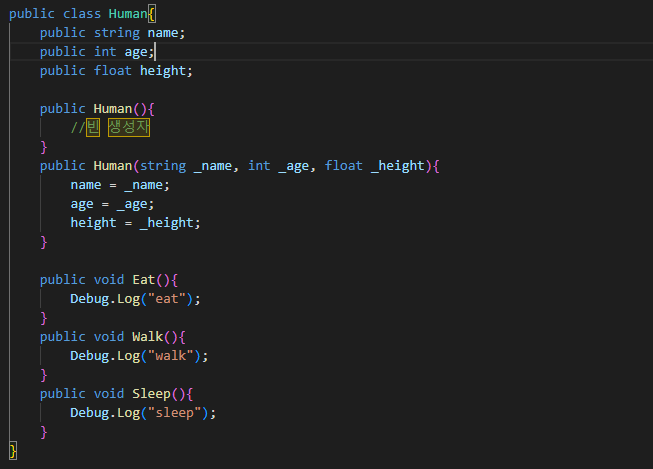 public class Human{
    public string name;
    public int age;
    public float height;

    public Human(){
        //빈 생성자
    }
    public Human(string _name, int _age, float _height){
        name = _name;
        age = _age;
        height = _height;
    }

    public void Eat(){
        Debug.Log("eat");
    }
    public void Walk(){
        Debug.Log("walk");
    }
    public void Sleep(){
        Debug.Log("sleep");
    }
}